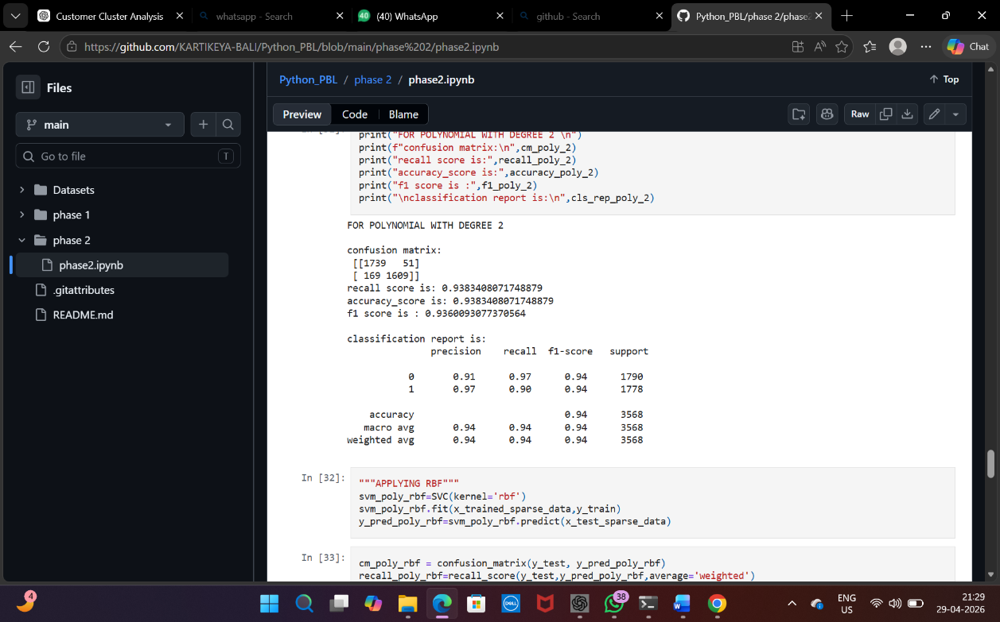 Customer Cluster Analysis
whatsapp - Search
40
(40) WhatsApp
github - Search
Python_PBL/phase 2/phase2
https://github.com/KARTIKEYA-BALI/Python_PBL/blob/main/phase%202/phase2.ipynb
Chat
Files
main
Go to file
T
Datasets
phase 1
phase 2
phase2.ipynb
.gitattributes
README.md
Python_PBL / phase 2 / phase2.ipynb
Top
Preview
Code
Blame
Raw
print("FOR POLYNOMIAL WITH DEGREE 2 \n")
print(f"confusion matrix:\n",cm_poly_2)
print("recall score is:",recall_poly_2)
print("accuracy_score is:",accuracy_poly_2)
print("f1 score is :",f1_poly_2)
print("\nclassification report is:\n",cls_rep_poly_2)
FOR POLYNOMIAL WITH DEGREE 2
confusion matrix:
[[1739   51]
[ 169 1609]]
recall score is: 0.9383408071748879
accuracy_score is: 0.9383408071748879
f1 score is : 0.9360093077370564
classification report is:
precision    recall  f1-score   support
0       0.91      0.97      0.94      1790
1       0.97      0.90      0.94      1778
accuracy                           0.94      3568
macro avg       0.94      0.94      0.94      3568
weighted avg       0.94      0.94      0.94      3568
In [32]:
"""APPLYING RBF"""
svm_poly_rbf=SVC(kernel='rbf')
svm_poly_rbf.fit(x_trained_sparse_data,y_train)
y_pred_poly_rbf=svm_poly_rbf.predict(x_test_sparse_data)
In [33]:
cm_poly_rbf = confusion_matrix(y_test, y_pred_poly_rbf)
recall_poly_rbf=recall_score(y_test,y_pred_poly_rbf,average='weighted')
4
DELL
38
W
ENG
US
21:29
29-04-2026